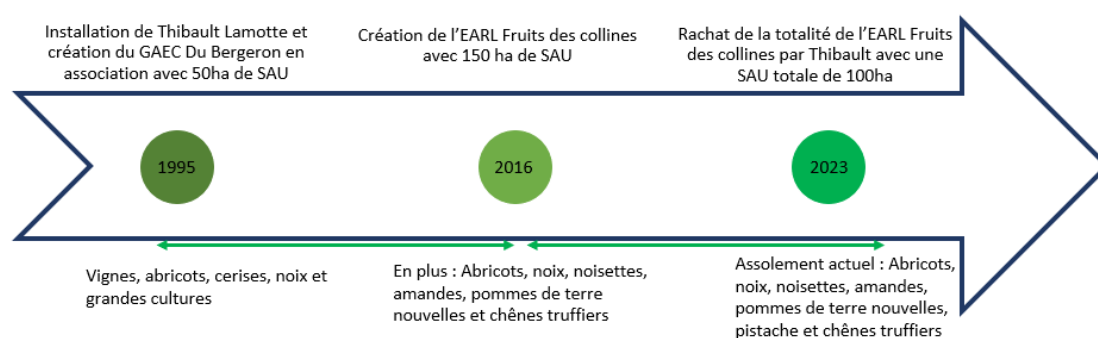 Installation de Thibault Lamotte et
création du GAEC Du Bergeron en
association avec 50ha de SAU
Création de l'EARL Fruits des collines
avec 150 ha de SAU
Rachat de la totalité de l'EARL Fruits
des collines par Thibault avec une
SAU totale de 100ha
1995
2016
2023
Vignes, abricots, cerises, noix et
grandes cultures
En plus : Abricots, noix, noisettes,
amandes, pommes de terre
nouvelles et chênes truffiers
Assolement actuel : Abricots,
noix, noisettes, amandes,
pommes de terre nouvelles,
pistache et chênes truffiers